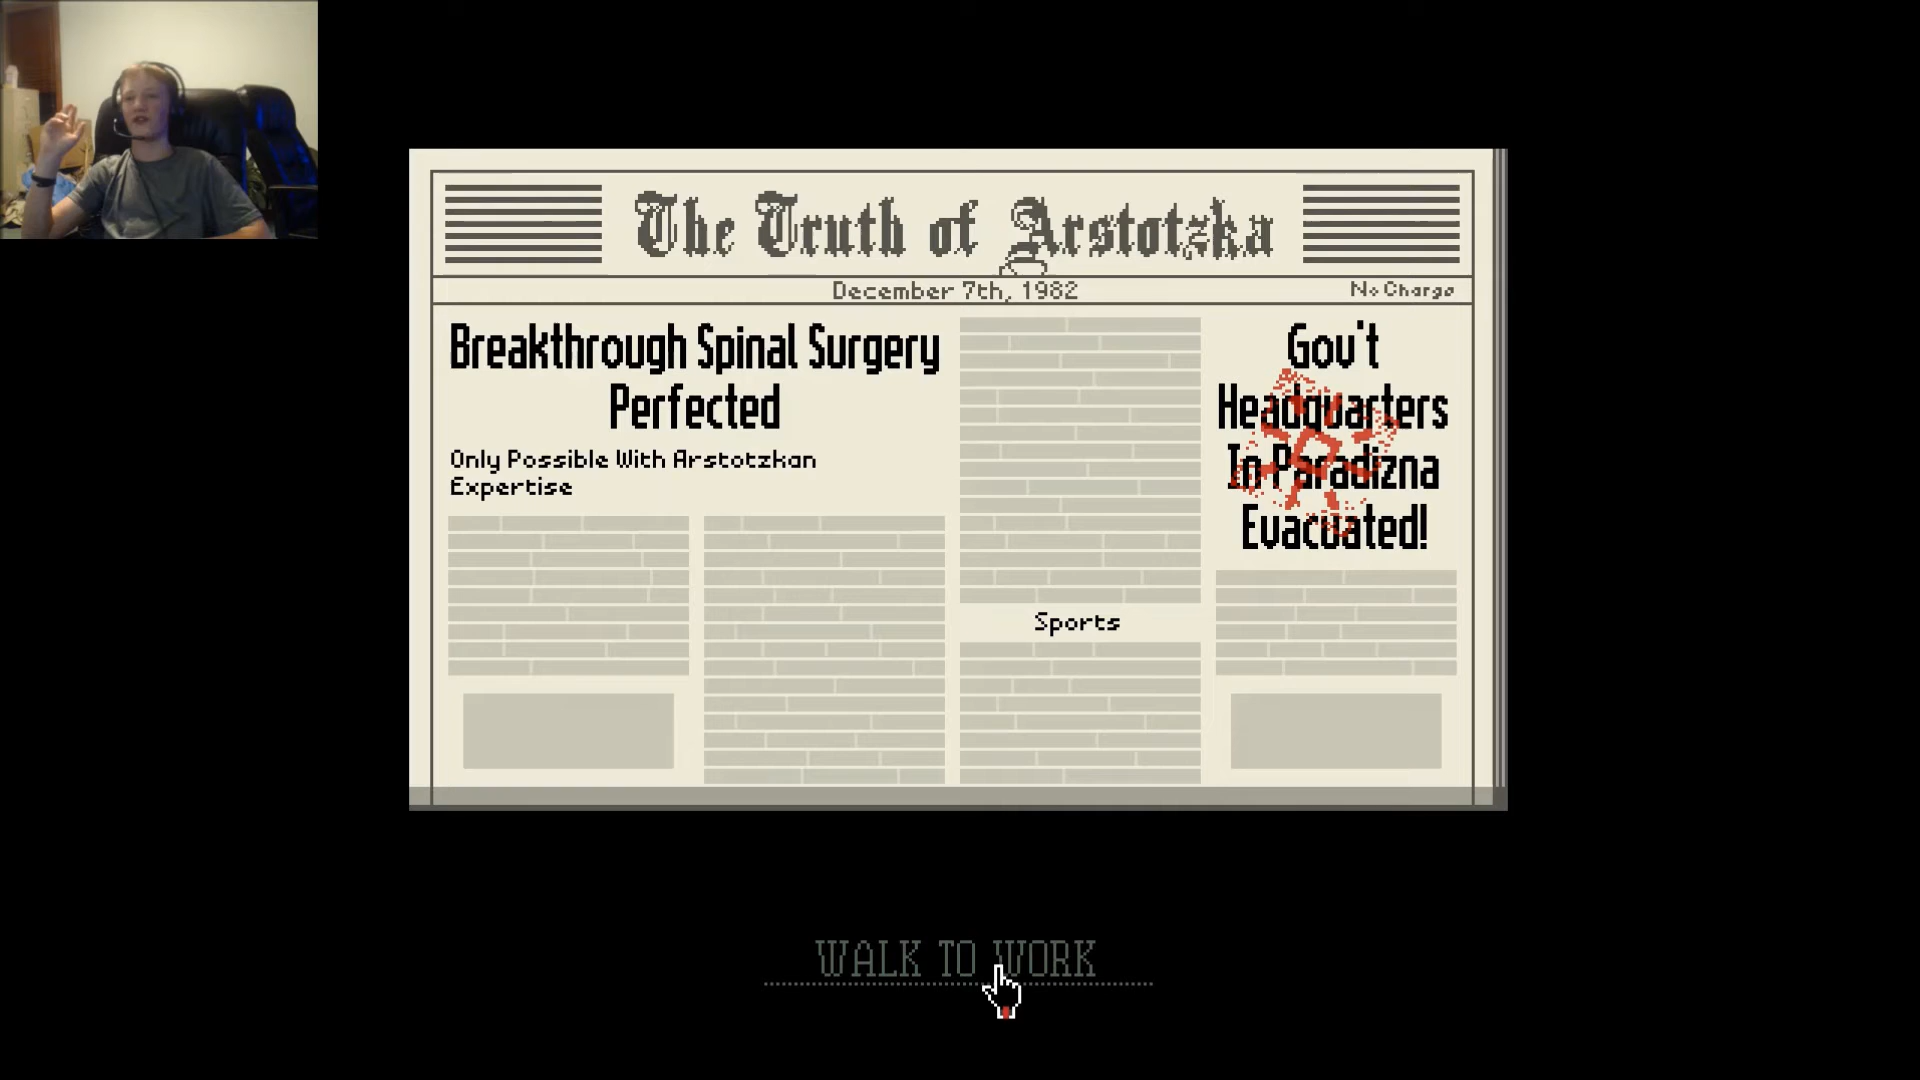 The Truth of Arstotzka
December 7th, 1982
No Charge
Breakthrough Spinal Surgery
Perfected
Only Possible With Arstotzkan
Expertise
Sports
Gov't
Headquarters
In Paradizna
Evacuated!
WALK TO WORK